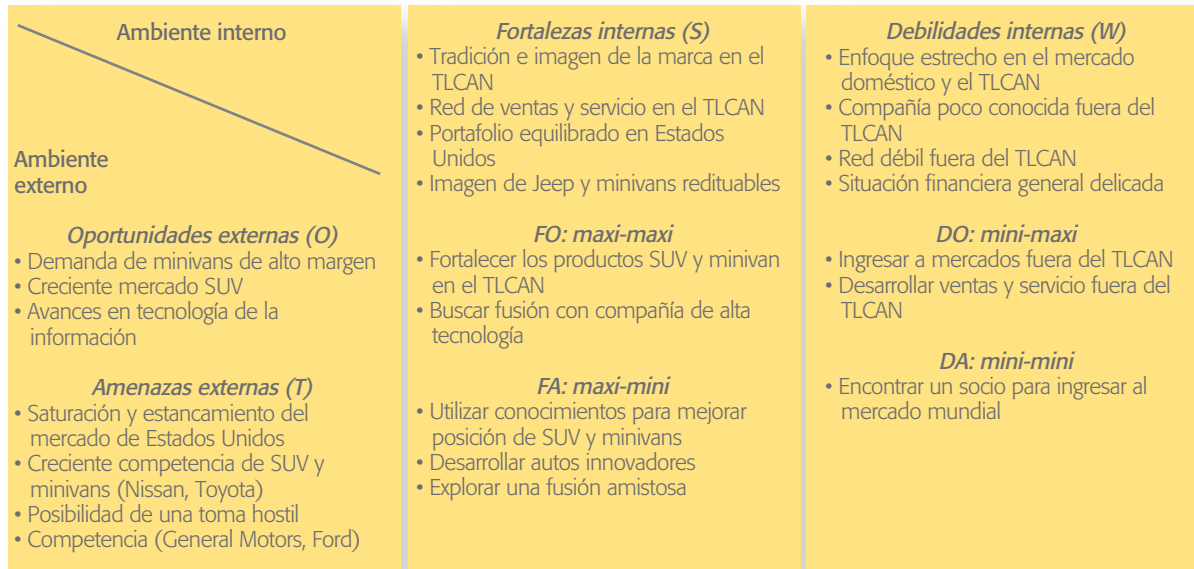 Ambiente interno
Ambiente
externo
Oportunidades externas (O)
• Demanda de minivans de alto margen
• Creciente mercado SUV
• Avances en tecnología de la
información
Amenazas externas (T)
• Saturación y estancamiento del
mercado de Estados Unidos
• Creciente competencia de SUV y
minivans (Nissan, Toyota)
• Posibilidad de una toma hostil
• Competencia (General Motors, Ford)
Fortalezas internas (S)
• Tradición e imagen de la marca en el
TLCAN
• Red de ventas y servicio en el TLCAN
• Portafolio equilibrado en Estados
Unidos
• Imagen de Jeep y minivans redituables
FO: maxi-maxi
• Fortalecer los productos SUV y minivan
en el TLCAN
• Buscar fusión con compañía de alta
tecnología
FA: maxi-mini
• Utilizar conocimientos para mejorar
posición de SUV y minivans
• Desarrollar autos innovadores
• Explorar una fusión amistosa
Debilidades internas (W)
• Enfoque estrecho en el mercado
doméstico y el TLCAN
• Compañía poco conocida fuera del
TLCAN
• Red débil fuera del TLCAN
• Situación financiera general delicada
DO: mini-maxi
• Ingresar a mercados fuera del TLCAN
• Desarrollar ventas y servicio fuera del
TLCAN
DA: mini-mini
• Encontrar un socio para ingresar al
mercado mundial